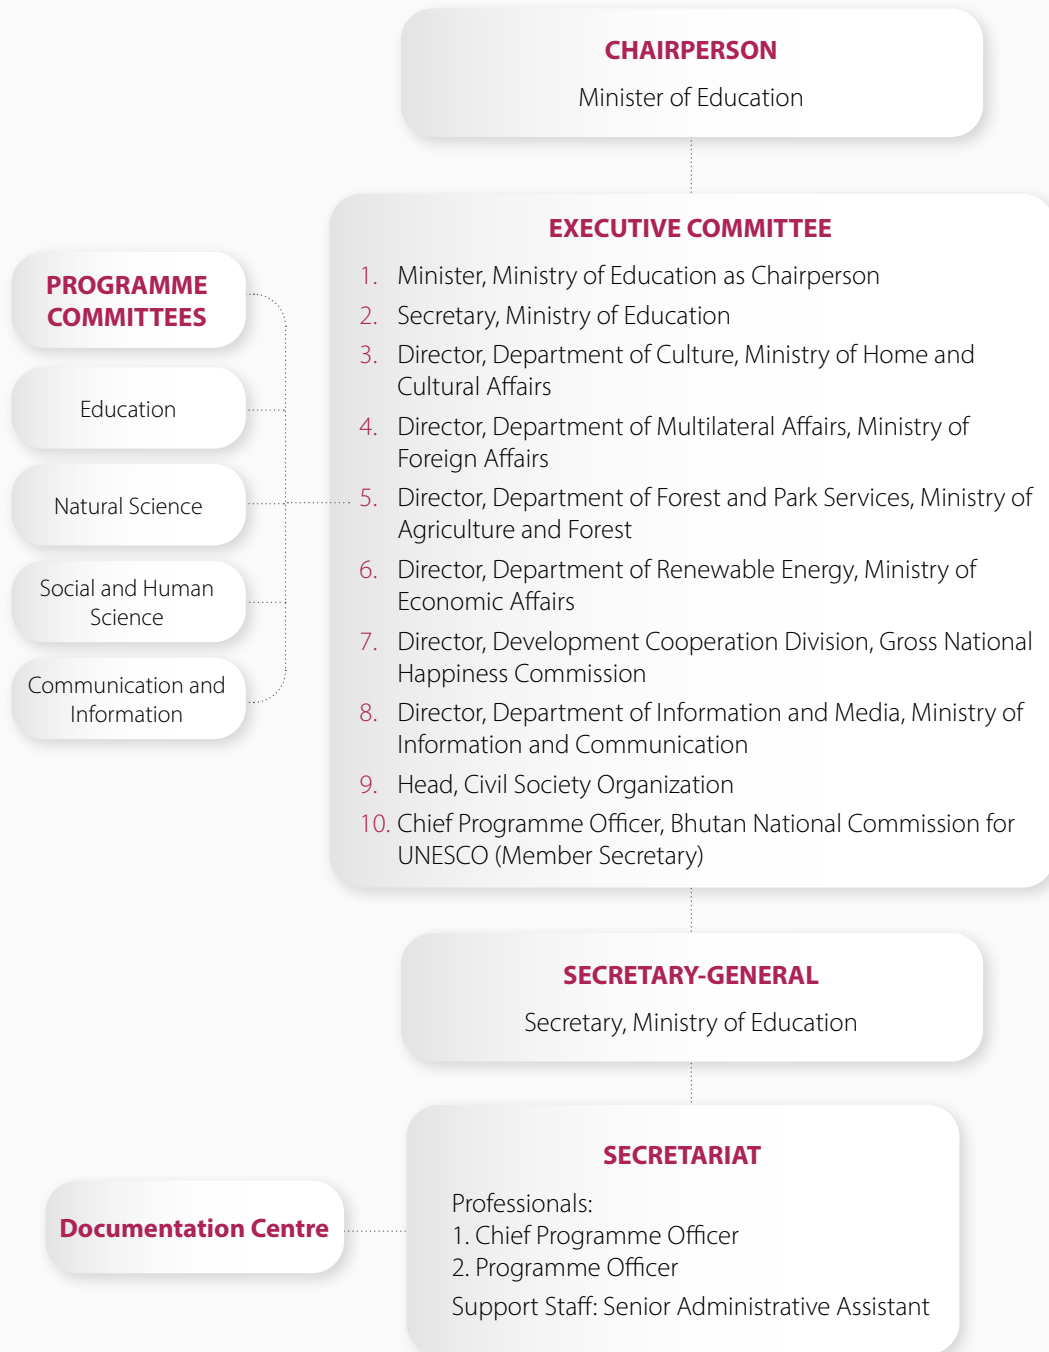 CHAIRPERSON
Minister of Education
EXECUTIVE COMMITTEE
1. Minister, Ministry of Education as Chairperson
2. Secretary, Ministry of Education
3. Director, Department of Culture, Ministry of Home and
Cultural Affairs
4. Director, Department of Multilateral Affairs, Ministry of
Foreign Affairs
5. Director, Department of Forest and Park Services, Ministry of
Agriculture and Forest
6. Director, Department of Renewable Energy, Ministry of
Economic Affairs
7. Director, Development Cooperation Division, Gross National
Happiness Commission
8. Director, Department of Information and Media, Ministry of
Information and Communication
9. Head, Civil Society Organization
10. Chief Programme Officer, Bhutan National Commission for
UNESCO (Member Secretary)
PROGRAMME
COMMITTEES
Education
Natural Science
Social and Human
Science
Communication and
Information
SECRETARY-GENERAL
Secretary, Ministry of Education
SECRETARIAT
Professionals:
1. Chief Programme Officer
2. Programme Officer
Support Staff: Senior Administrative Assistant
Documentation Centre